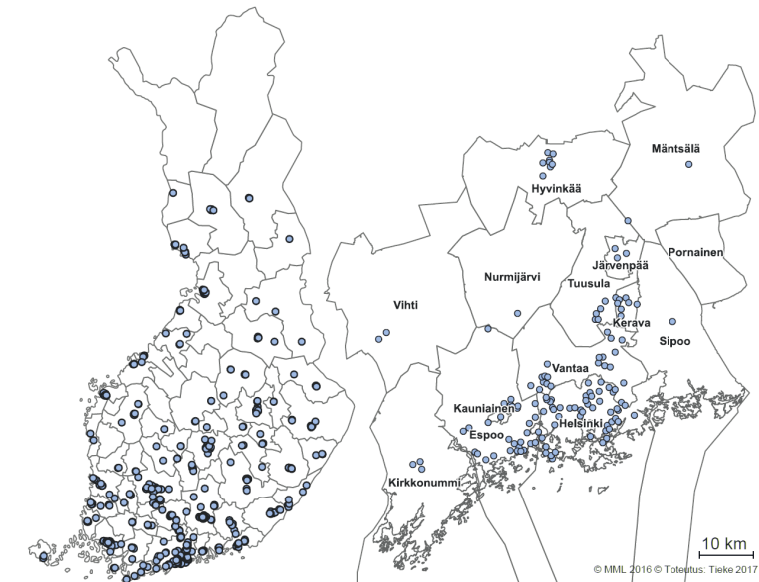 Mäntsälä
Hyvinkää
Pornainen
Järvenpää
Nurmijärvi
Tuusula
Vihti
Kerava
Sipoo
Vantaa
Kauniainen
Helsinki
Espoo
Kirkkonummi
10 km
© MML 2016 © Toteutus: Tieke 2017